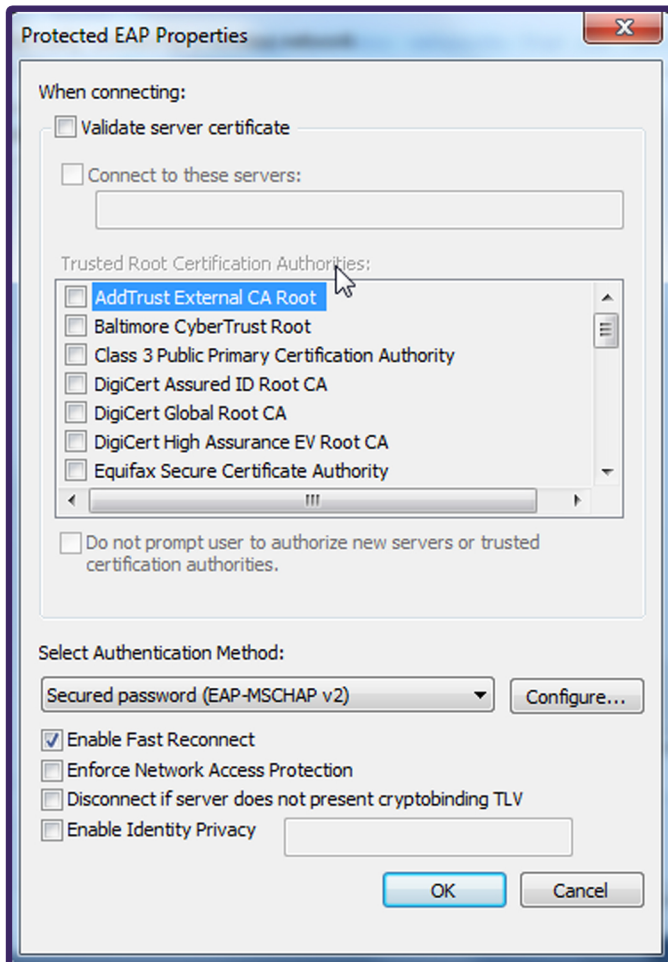 Protected EAP Properties
When connecting:
Validate server certificate
Connect to these servers:
Trusted Root Certification Authorities:
AddTrust External CA Root
Baltimore CyberTrust Root
Class 3 Public Primary Certification Authority
DigiCert Assured ID Root CA
DigiCert Global Root CA
DigiCert High Assurance EV Root CA
Equifax Secure Certificate Authority
Do not prompt user to authorize new servers or trusted
certification authorities.
Select Authentication Method:
Secured password (EAP-MSCHAP v2)
Configure...
Enable Fast Reconnect
Enforce Network Access Protection
Disconnect if server does not present cryptobinding TLV
Enable Identity Privacy
OK
Cancel